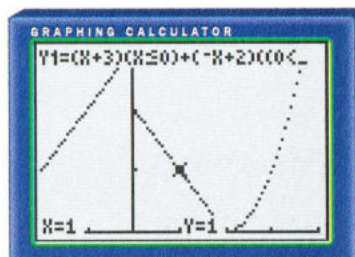 GRAPHING CALCULATOR
Y1=(X+3)(X≤0)+(⁻X+2)((0<_
X=1 Y=1